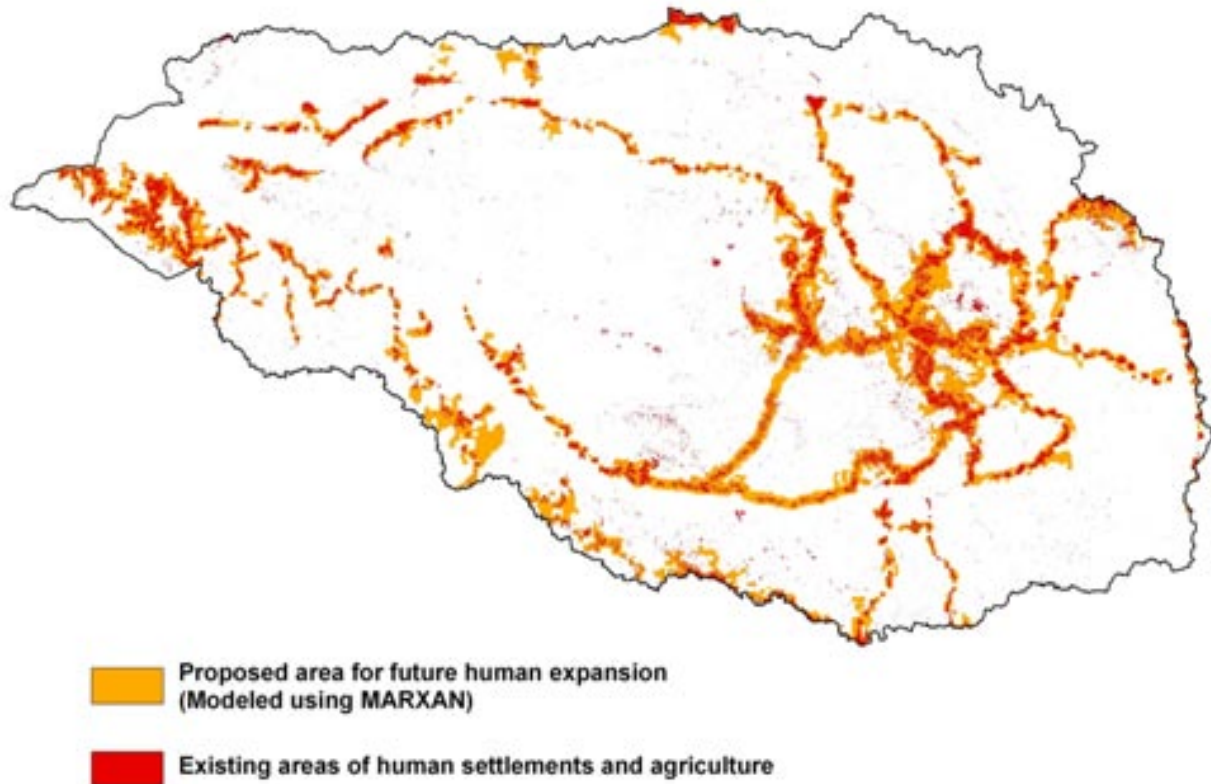 Proposed area for future human expansion
(Modeled using MARXAN)
Existing areas of human settlements and agriculture